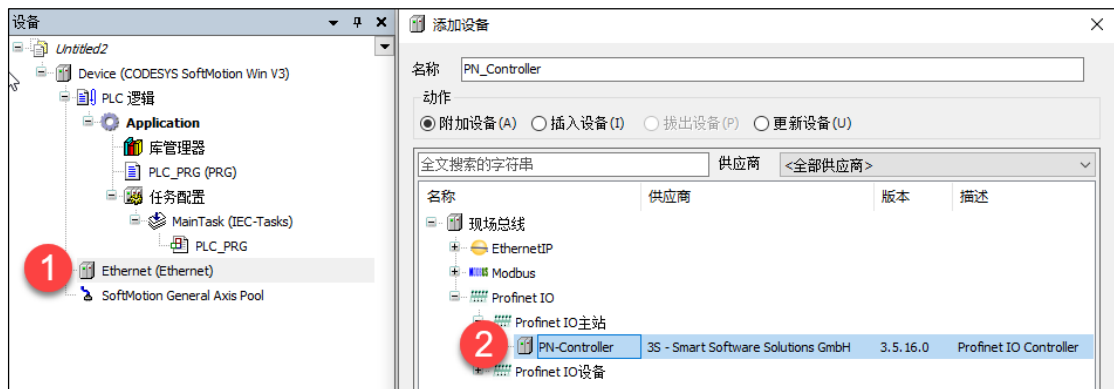 设备
Untitled2
Device (CODESYS SoftMotion Win V3)
PLC 逻辑
Application
库管理器
PLC_PRG (PRG)
任务配置
MainTask (IEC-Tasks)
PLC_PRG
1
Ethernet (Ethernet)
SoftMotion General Axis Pool
添加设备
名称 PN_Controller
动作
附加设备(A) 插入设备(I) 拔出设备(P) 更新设备(U)
全文搜索的字符串 供应商 <全部供应商>
名称 供应商 版本 描述
现场总线
EthernetIP
Modbus
Profinet IO
Profinet IO主站
2
PN-Controller 3S - Smart Software Solutions GmbH 3.5.16.0 Profinet IO Controller
Profinet IO设备